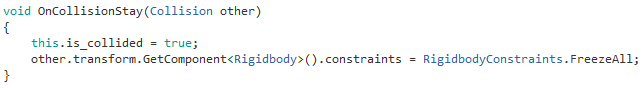 void OnCollisionStay(Collision other)
{
    this.is_collided = true;
    other.transform.GetComponent<Rigidbody>().constraints = RigidbodyConstraints.FreezeAll;
}